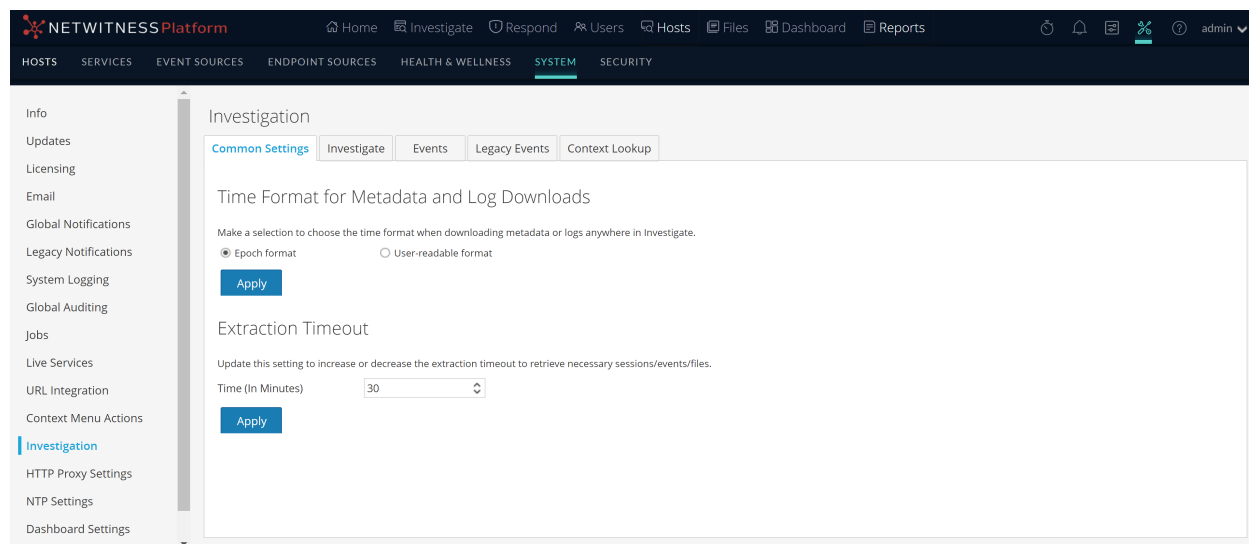 NETWITNESS Platform Home Investigate Respond Users Hosts Files Dashboard Reports admin
HOSTS SERVICES EVENT SOURCES ENDPOINT SOURCES HEALTH & WELLNESS SYSTEM SECURITY
Info
Updates
Licensing
Email
Global Notifications
Legacy Notifications
System Logging
Global Auditing
Jobs
Live Services
URL Integration
Context Menu Actions
Investigation
HTTP Proxy Settings
NTP Settings
Dashboard Settings
Investigation
Common Settings Investigate Events Legacy Events Context Lookup
Time Format for Metadata and Log Downloads
Make a selection to choose the time format when downloading metadata or logs anywhere in Investigate.
Epoch format User-readable format
Apply
Extraction Timeout
Update this setting to increase or decrease the extraction timeout to retrieve necessary sessions/events/files.
Time (In Minutes) 30
Apply